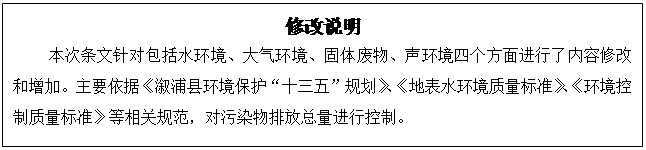 修改说明
本次条文针对包括水环境、大气环境、固体废物、声环境四个方面进行了内容修改
和增加。主要依据《溆浦县环境保护“十三五”规划》、《地表水环境质量标准》、《环境控
制质量标准》等相关规范，对污染物排放总量进行控制。